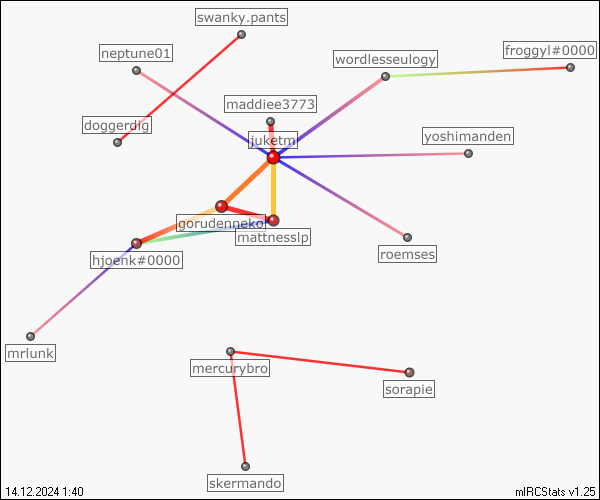 swanky.pants
neptune01
froggyl#0000
wordlesseulogy
maddiee3773
doggerdig
juketm
yoshimanden
gorudenneko
mattnesslp
roemses
hjoenk#0000
mrlunk
mercurybro
sorapie
skermando
14.12.2024 1:40
mIRCStats v1.25